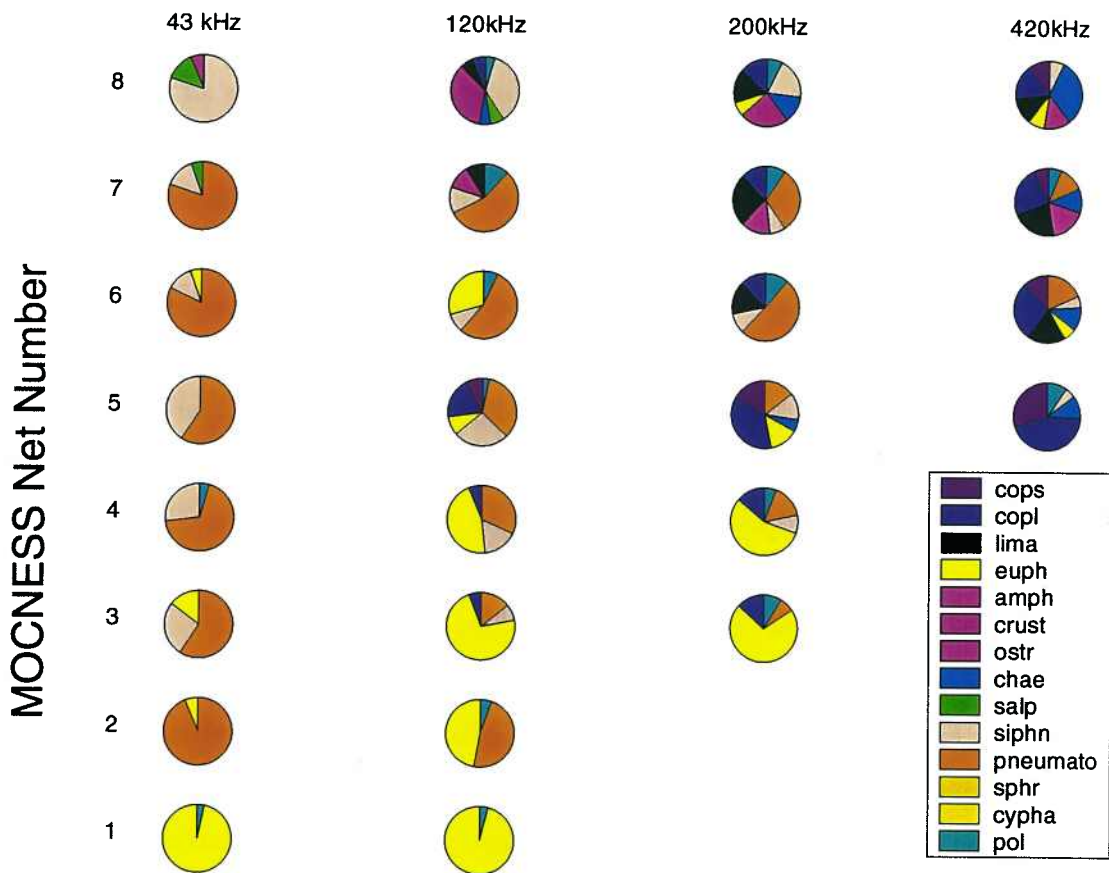 43 kHz
120kHz
200kHz
420kHz
MOCNESS Net Number
8
7
6
5
4
3
2
1
cops
copl
lima
euph
amph
crust
ostr
chae
salp
siphn
pneumato
sphr
cypha
pol